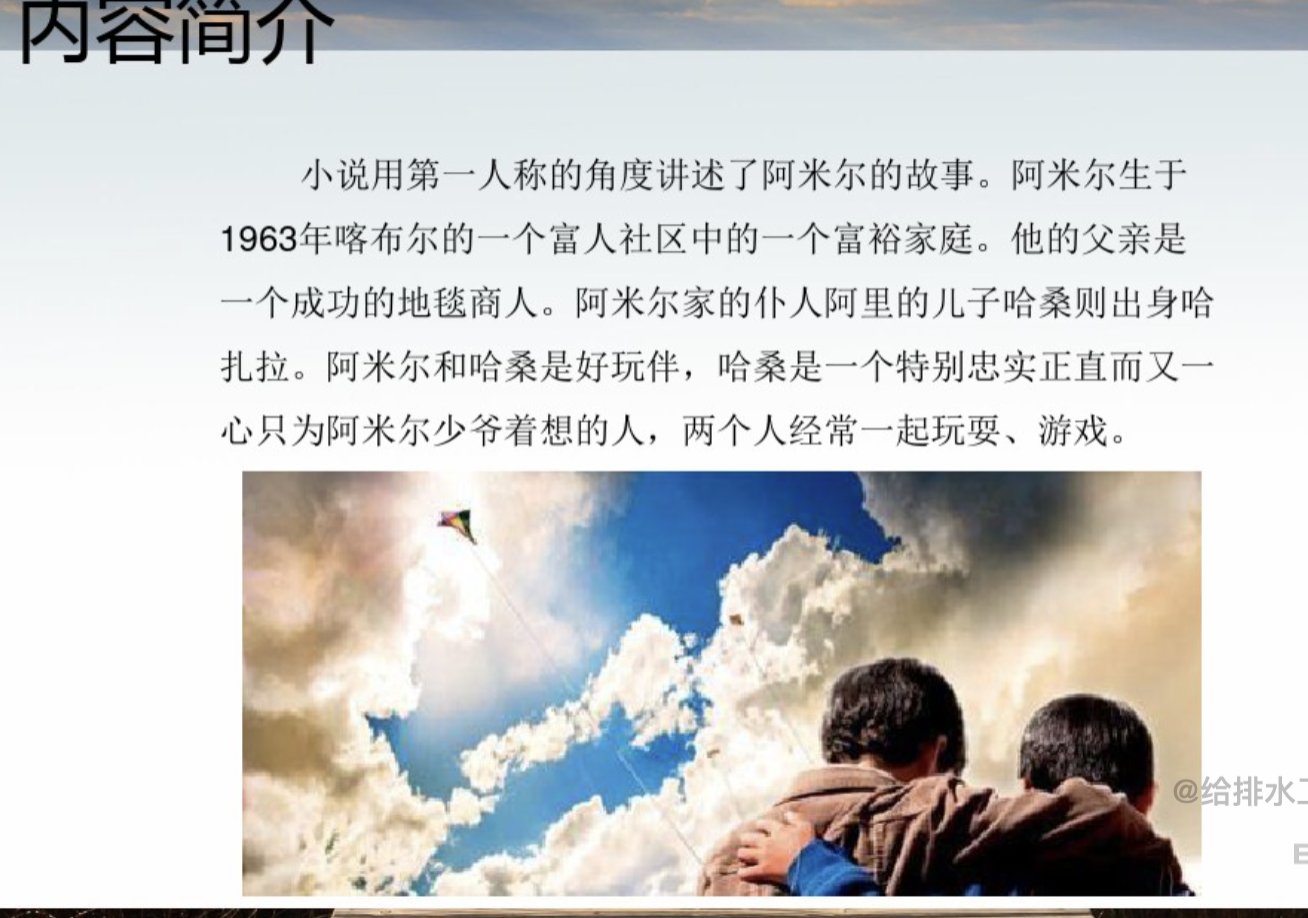 内容简介
小说用第一人称的角度讲述了阿米尔的故事。阿米尔生于
1963年喀布尔的一个富人社区中的一个富裕家庭。他的父亲是
一个成功的地毯商人。阿米尔家的仆人阿里的儿子哈桑则出身哈
扎拉。阿米尔和哈桑是好玩伴，哈桑是一个特别忠实正直而又一
心只为阿米尔少爷着想的人，两个人经常一起玩耍、游戏。
@给排水